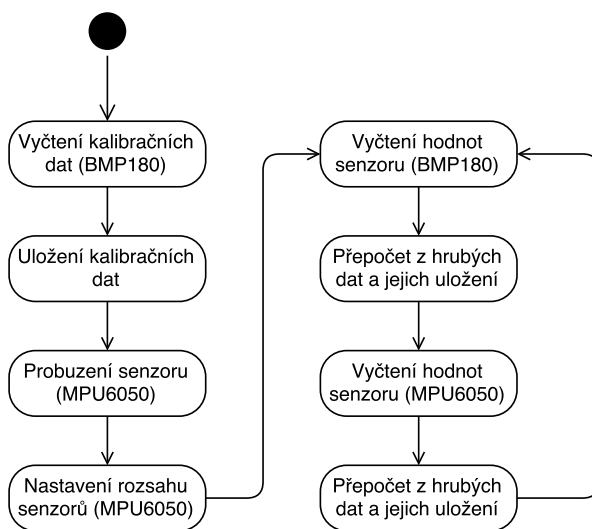 Vyčtení kalibračních
dat (BMP180)
Uložení kalibračních
dat
Probuzení senzoru
(MPU6050)
Nastavení rozsahu
senzorů (MPU6050)
Vyčtení hodnot
senzoru (BMP180)
Přepočet z hrubých
dat a jejich uložení
Vyčtení hodnot
senzoru (MPU6050)
Přepočet z hrubých
dat a jejich uložení